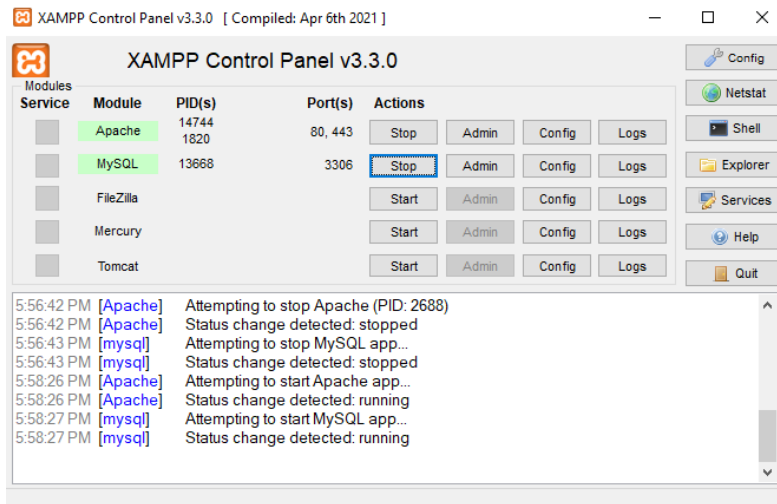 XAMPP Control Panel v3.3.0 [ Compiled: Apr 6th 2021 ]
XAMPP Control Panel v3.3.0
Config
Netstat
Shell
Explorer
Services
Help
Quit
Modules
Service Module PID(s) Port(s) Actions
Apache 14744 1820 80, 443 Stop Admin Config Logs
MySQL 13668 3306 Stop Admin Config Logs
FileZilla Start Admin Config Logs
Mercury Start Admin Config Logs
Tomcat Start Admin Config Logs
5:56:42 PM [Apache] Attempting to stop Apache (PID: 2688)
5:56:42 PM [Apache] Status change detected: stopped
5:56:43 PM [mysql] Attempting to stop MySQL app...
5:56:43 PM [mysql] Status change detected: stopped
5:58:26 PM [Apache] Attempting to start Apache app...
5:58:26 PM [Apache] Status change detected: running
5:58:27 PM [mysql] Attempting to start MySQL app...
5:58:27 PM [mysql] Status change detected: running